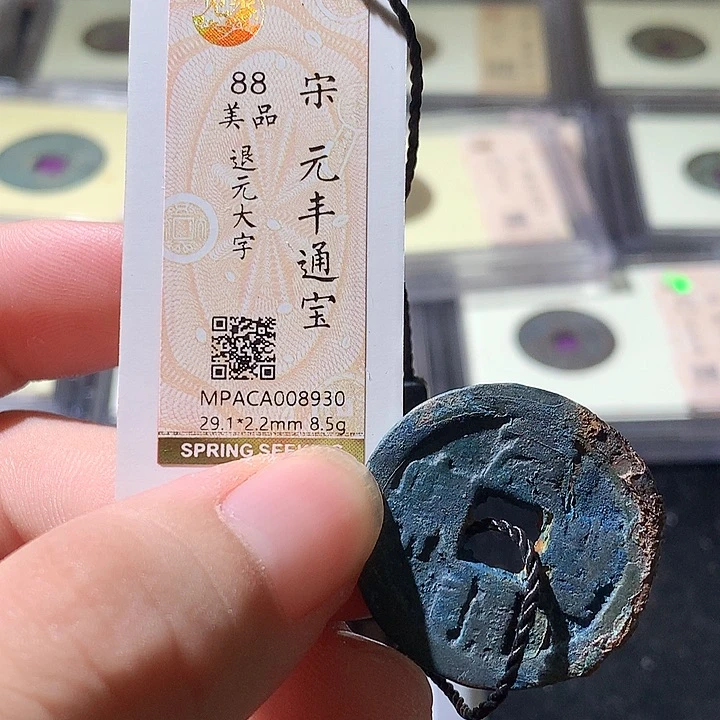 宋 元丰通宝
88
美品
退元大字
MPACA008930
29.1*2.2mm 8.5g
SPRING